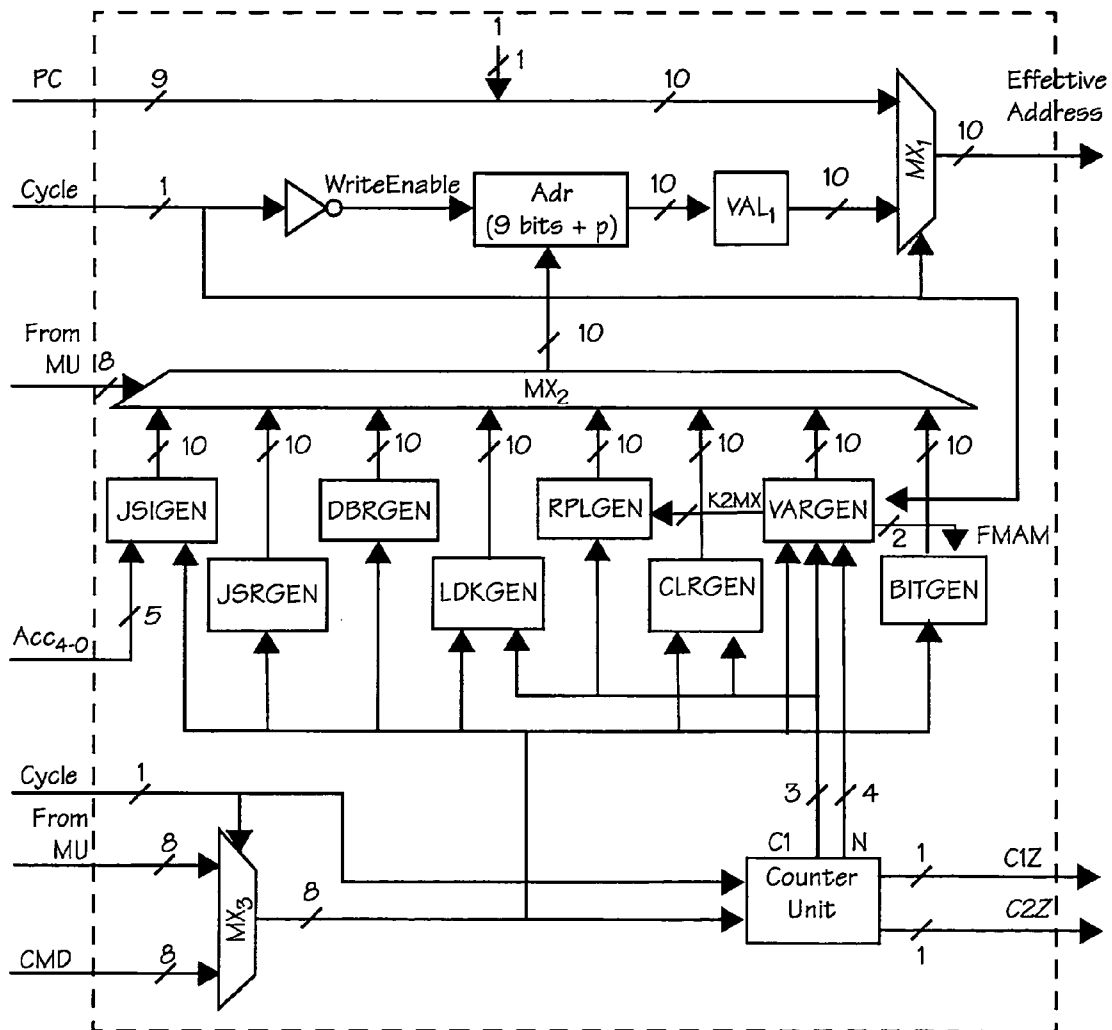 1
1
PC
9
10
Effective
Address
10
MX1
Cycle
1
WriteEnable
Adr
(9 bits + p)
10
VAL1
10
From
MU
8
10
MX2
10
10
10
10
10
10
10
10
JSIGEN
DBRGEN
RPLGEN
K2MX
VARGEN
2
FMAM
JSRGEN
LDKGEN
CLRGEN
BITGEN
5
Acc4-0
Cycle
1
3
4
From
MU
8
C1
N
1
C1Z
Counter
Unit
MX3
8
C2Z
1
CMD
8